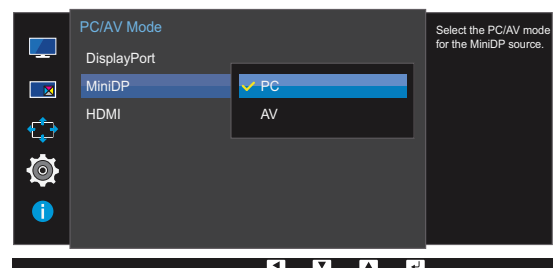 PC/AV Mode
DisplayPort
MiniDP
HDMI
PC
AV
Select the PC/AV mode
for the MiniDP source.